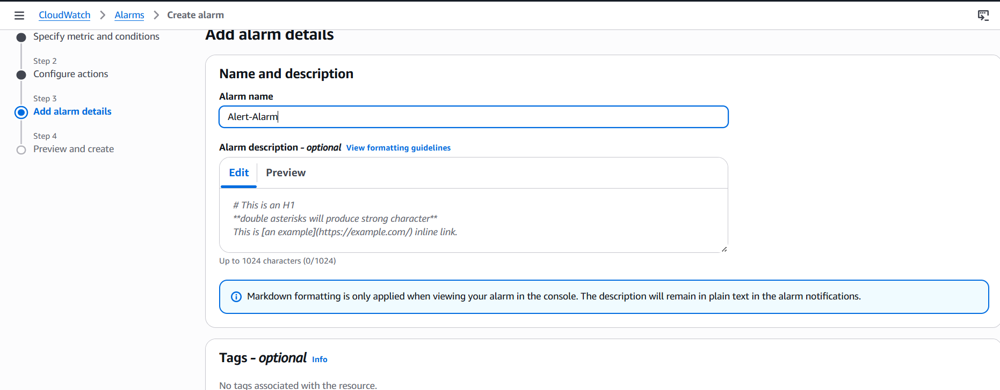 CloudWatch > Alarms > Create alarm
Specify metric and conditions
Step 2
Configure actions
Step 3
Add alarm details
Step 4
Preview and create
Add alarm details
Name and description
Alarm name
Alert-Alarm
Alarm description - optional View formatting guidelines
Edit Preview
# This is an H1
**double asterisks will produce strong character**
This is [an example](https://example.com/) inline link.
Up to 1024 characters (0/1024)
Markdown formatting is only applied when viewing your alarm in the console. The description will remain in plain text in the alarm notifications.
Tags - optional Info
No tags associated with the resource.